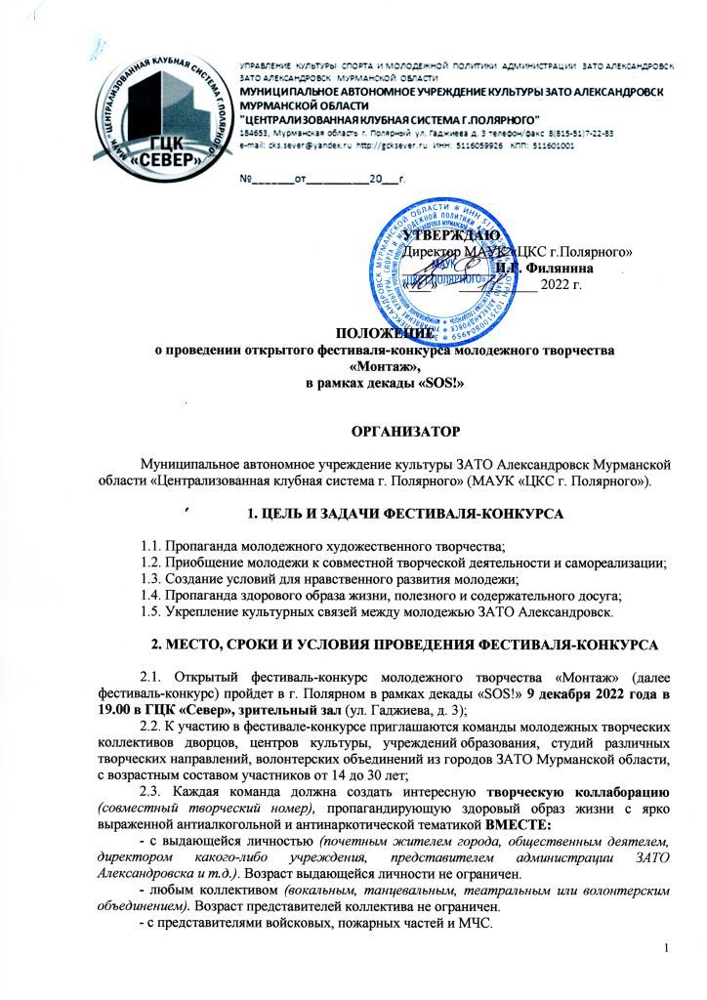 УПРАВЛЕНИЕ КУЛЬТУРЫ СПОРТА И МОЛОДЕЖНОЙ ПОЛИТИКИ АДМИНИСТРАЦИИ ЗАТО АЛЕКСАНДРОВСК
ЗАТО АЛЕКСАНДРОВСК МУРМАНСКОЙ ОБЛАСТИ
МУНИЦИПАЛЬНОЕ АВТОНОМНОЕ УЧРЕЖДЕНИЕ КУЛЬТУРЫ ЗАТО АЛЕКСАНДРОВСК
МУРМАНСКОЙ ОБЛАСТИ
"ЦЕНТРАЛИЗОВАННАЯ КЛУБНАЯ СИСТЕМА Г.ПОЛЯРНОГО"
184653, Мурманская область г. Полярный ул. Гаджиева д. 3 телефон/факс 8(815-51)7-22-83
e-mail: cks.sever@yandex.ru http://gcksever.ru ИНН: 5116059926 КПП: 511601001
МАУК "ЦЕНТРАЛИЗОВАННАЯ КЛУБНАЯ СИСТЕМА Г.ПОЛЯРНОГО"
ГЦК
«СЕВЕР»
№_______от___________20___г.
УТВЕРЖДАЮ
Директор МАУК «ЦКС г.Полярного»
И.Г. Филянина
2022 г.
МАУК
"ЦКС Г.ПОЛЯРНОГО"
ПОЛОЖЕНИЕ
о проведении открытого фестиваля-конкурса молодежного творчества
«Монтаж»,
в рамках декады «SOS!»
ОРГАНИЗАТОР
Муниципальное автономное учреждение культуры ЗАТО Александровск Мурманской
области «Централизованная клубная система г. Полярного» (МАУК «ЦКС г. Полярного»).
1. ЦЕЛЬ И ЗАДАЧИ ФЕСТИВАЛЯ-КОНКУРСА
1.1. Пропаганда молодежного художественного творчества;
1.2. Приобщение молодежи к совместной творческой деятельности и самореализации;
1.3. Создание условий для нравственного развития молодежи;
1.4. Пропаганда здорового образа жизни, полезного и содержательного досуга;
1.5. Укрепление культурных связей между молодежью ЗАТО Александровск.
2. МЕСТО, СРОКИ И УСЛОВИЯ ПРОВЕДЕНИЯ ФЕСТИВАЛЯ-КОНКУРСА
2.1. Открытый фестиваль-конкурс молодежного творчества «Монтаж» (далее
фестиваль-конкурс) пройдет в г. Полярном в рамках декады «SOS!» 9 декабря 2022 года в
19.00 в ГЦК «Север», зрительный зал (ул. Гаджиева, д. 3);
2.2. К участию в фестивале-конкурсе приглашаются команды молодежных творческих
коллективов дворцов, центров культуры, учреждений образования, студий различных
творческих направлений, волонтерских объединений из городов ЗАТО Мурманской области,
с возрастным составом участников от 14 до 30 лет;
2.3. Каждая команда должна создать интересную творческую коллаборацию
(совместный творческий номер), пропагандирующую здоровый образ жизни с ярко
выраженной антиалкогольной и антинаркотической тематикой ВМЕСТЕ:
- с выдающейся личностью (почетным жителем города, общественным деятелем,
директором какого-либо учреждения, представителем администрации ЗАТО
Александровска и т.д.). Возраст выдающейся личности не ограничен.
- любым коллективом (вокальным, танцевальным, театральным или волонтерским
объединением). Возраст представителей коллектива не ограничен.
- с представителями войсковых, пожарных частей и МЧС.
1